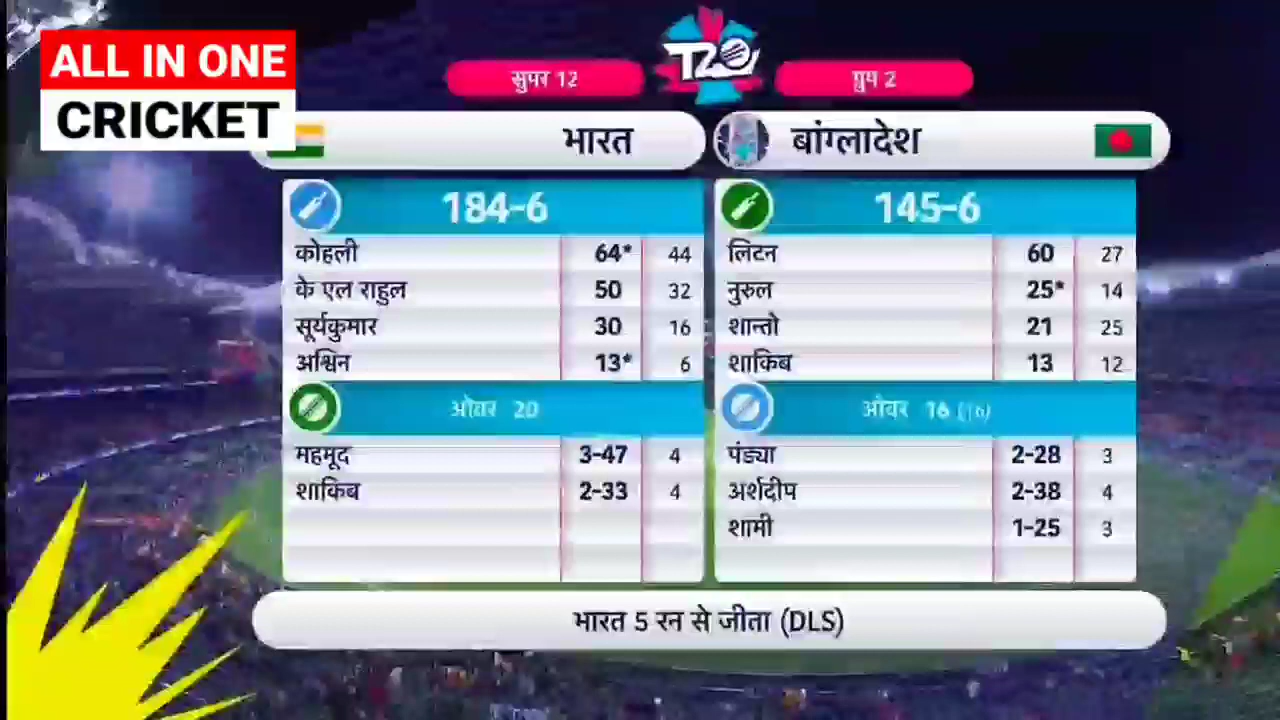 ALL IN ONE
CRICKET
T20
सुपर 12
ग्रुप 2
भारत
बांग्लादेश
184-6
कोहली 64* 44
के एल राहुल 50 32
सूर्यकुमार 30 16
अश्विन 13* 6
ओवर 20
महमूद 3-47 4
शाकिब 2-33 4
145-6
लिटन 60 27
नुरुल 25* 14
शान्तो 21 25
शाकिब 13 12
ओवर 16 (16)
पंड्या 2-28 3
अर्शदीप 2-38 4
शामी 1-25 3
भारत 5 रन से जीता (DLS)